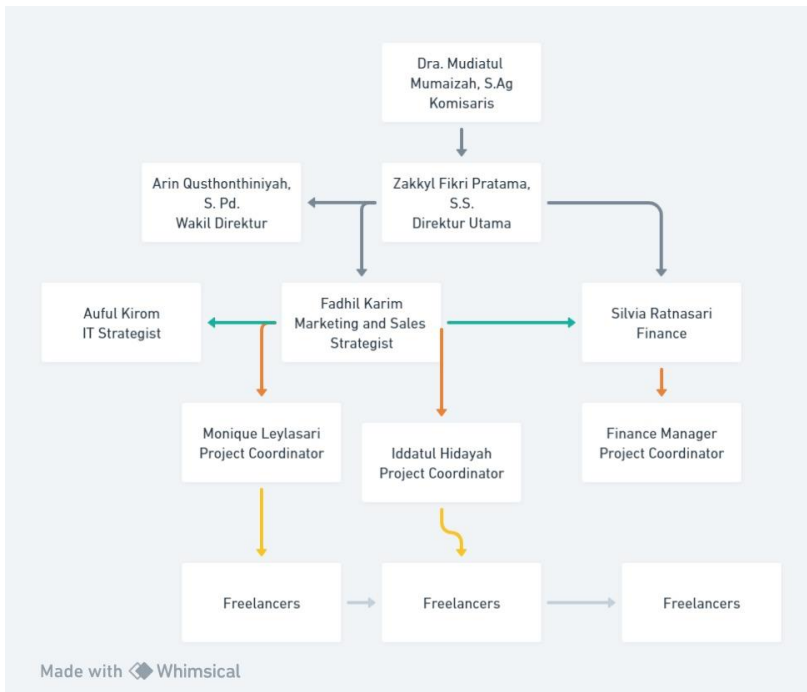 Dra. Mudiatul
Mumaizah, S.Ag
Komisaris
Arin Qusthonthiniyah,
S. Pd.
Wakil Direktur
Zakkyl Fikri Pratama,
S.S.
Direktur Utama
Auful Kirom
IT Strategist
Fadhil Karim
Marketing and Sales
Strategist
Silvia Ratnasari
Finance
Monique Leylasari
Project Coordinator
Iddatul Hidayah
Project Coordinator
Finance Manager
Project Coordinator
Freelancers
Freelancers
Freelancers
Made with Whimsical